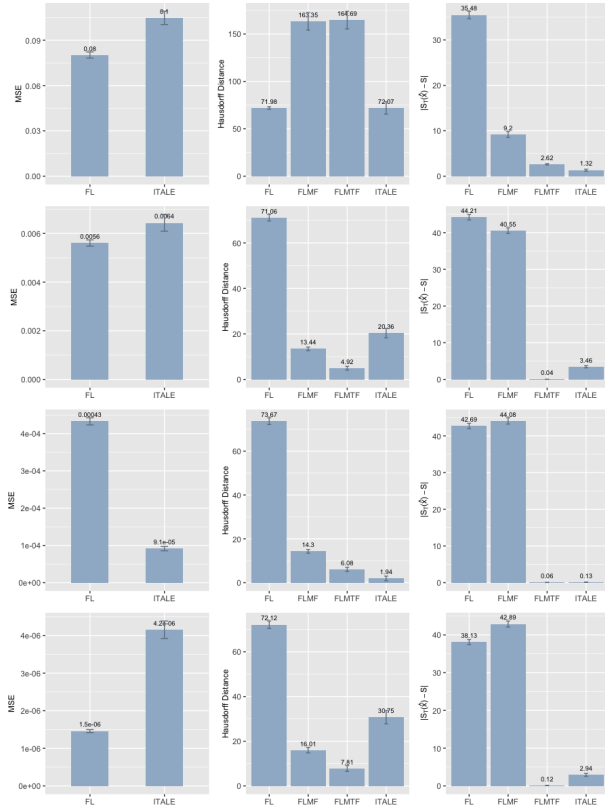 MSE
0.00
0.03
0.06
0.09
0.08
0.1
FL
ITALE
Hausdorff Distance
0
50
100
150
71.98
163.35
164.69
72.07
FL
FLMF
FLMTF
ITALE
|Sτ(x̂) − S|
0
10
20
30
35.48
9.2
2.62
1.32
FL
FLMF
FLMTF
ITALE
MSE
0.000
0.002
0.004
0.006
0.0056
0.0064
FL
ITALE
Hausdorff Distance
0
20
40
60
71.06
13.44
4.92
20.36
FL
FLMF
FLMTF
ITALE
|Sτ(x̂) − S|
0
10
20
30
40
44.21
40.55
0.04
3.46
FL
FLMF
FLMTF
ITALE
MSE
0e+00
1e-04
2e-04
3e-04
4e-04
0.00043
9.1e-05
FL
ITALE
Hausdorff Distance
0
20
40
60
73.67
14.3
6.08
1.94
FL
FLMF
FLMTF
ITALE
|Sτ(x̂) − S|
0
10
20
30
40
42.69
44.08
0.06
0.13
FL
FLMF
FLMTF
ITALE
MSE
0e+00
1e-06
2e-06
3e-06
4e-06
1.5e-06
4.2e-06
FL
ITALE
Hausdorff Distance
0
20
40
60
72.12
16.01
7.81
30.75
FL
FLMF
FLMTF
ITALE
|Sτ(x̂) − S|
0
10
20
30
40
38.13
42.89
0.12
2.94
FL
FLMF
FLMTF
ITALE